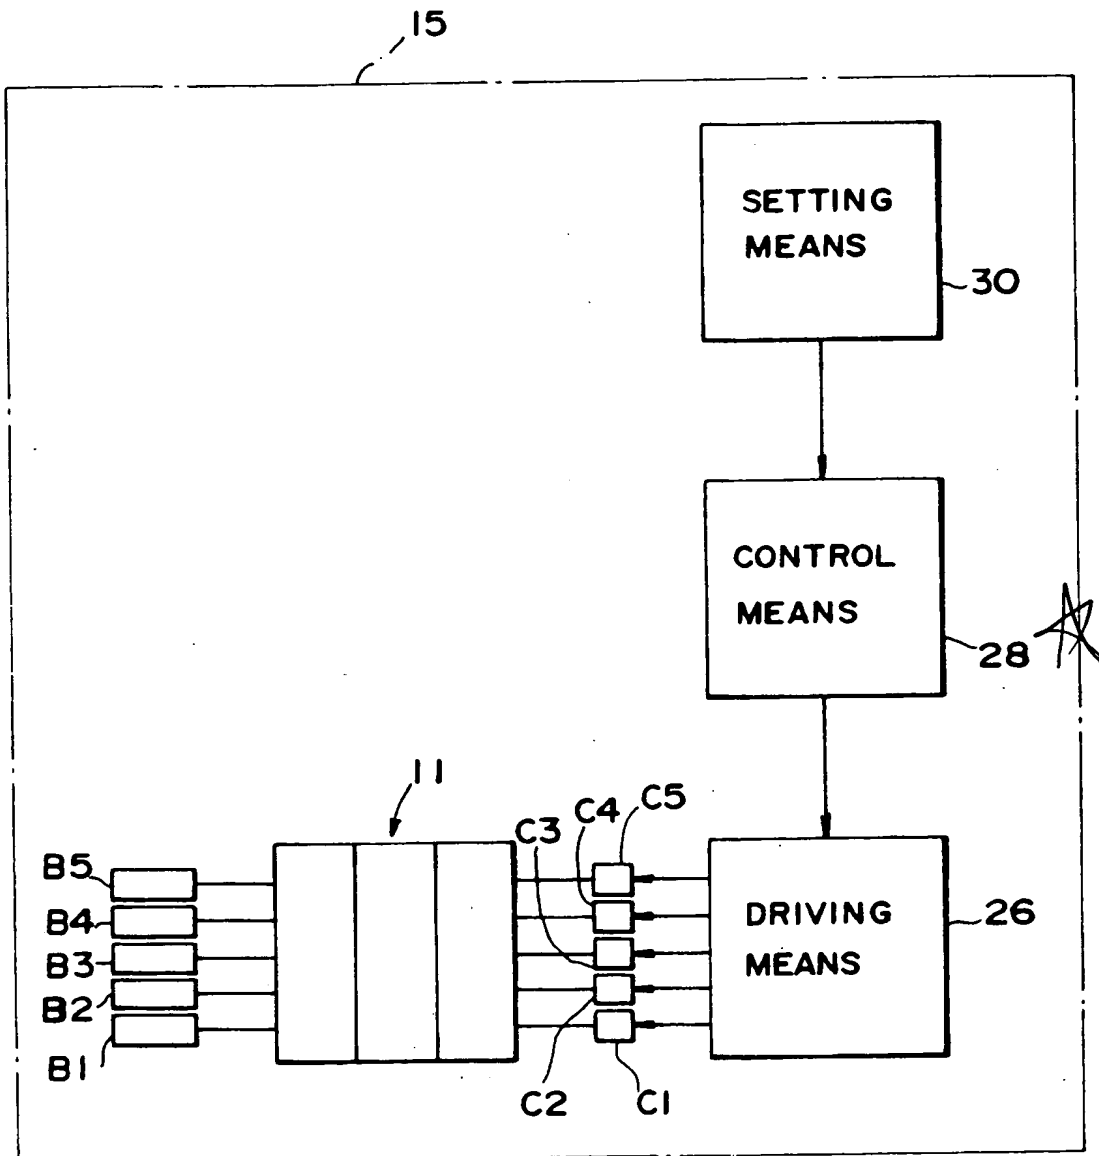 15
SETTING
MEANS
30
CONTROL
MEANS
28
11
C5
C4
C3
B5
B4
B3
B2
B1
DRIVING
MEANS
26
C2
C1